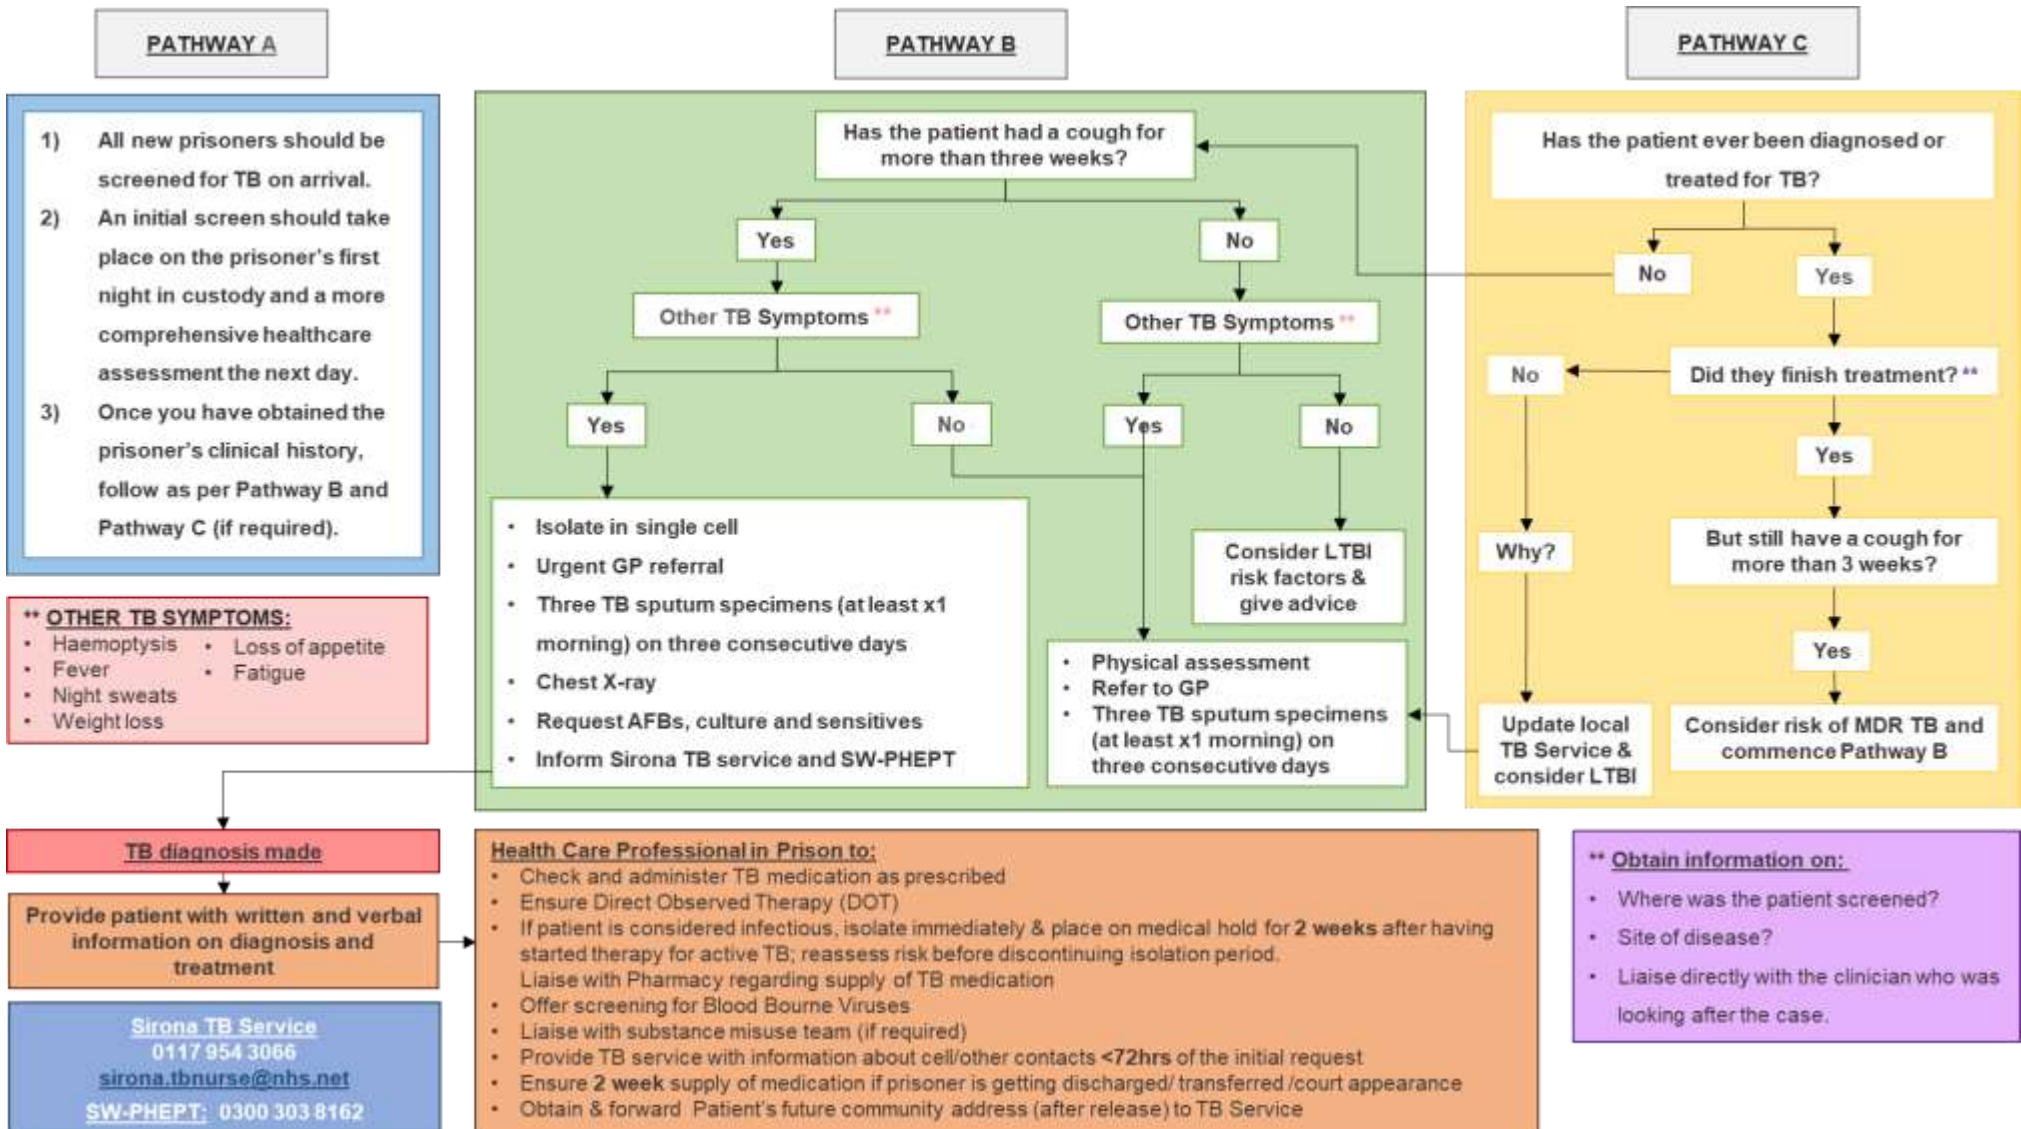 PATHWAY A
1) All new prisoners should be
screened for TB on arrival.
2) An initial screen should take
place on the prisoner's first
night in custody and a more
comprehensive healthcare
assessment the next day.
3) Once you have obtained the
prisoner's clinical history,
follow as per Pathway B and
Pathway C (if required).
** OTHER TB SYMPTOMS:
• Haemoptysis
• Fever
• Night sweats
• Weight loss
• Loss of appetite
• Fatigue
PATHWAY B
Has the patient had a cough for
more than three weeks?
Yes
No
Other TB Symptoms **
Other TB Symptoms **
Yes
No
Yes
No
• Isolate in single cell
• Urgent GP referral
• Three TB sputum specimens (at least x1
morning) on three consecutive days
• Chest X-ray
• Request AFBs, culture and sensitives
• Inform Sirona TB service and SW-PHEPT
Consider LTBI
risk factors &
give advice
• Physical assessment
• Refer to GP
• Three TB sputum specimens
(at least x1 morning) on
three consecutive days
PATHWAY C
Has the patient ever been diagnosed or
treated for TB?
No
Yes
No
Did they finish treatment? **
Yes
Why?
But still have a cough for
more than 3 weeks?
Yes
Update local
TB Service &
consider LTBI
Consider risk of MDR TB and
commence Pathway B
TB diagnosis made
Provide patient with written and verbal
information on diagnosis and
treatment
Sirona TB Service
0117 954 3066
sirona.tbnurse@nhs.net
SW-PHEPT: 0300 303 8162
Health Care Professional in Prison to:
• Check and administer TB medication as prescribed
• Ensure Direct Observed Therapy (DOT)
• If patient is considered infectious, isolate immediately & place on medical hold for 2 weeks after having
started therapy for active TB; reassess risk before discontinuing isolation period.
Liaise with Pharmacy regarding supply of TB medication
• Offer screening for Blood Bourne Viruses
• Liaise with substance misuse team (if required)
• Provide TB service with information about cell/other contacts <72hrs of the initial request
• Ensure 2 week supply of medication if prisoner is getting discharged/ transferred /court appearance
• Obtain & forward Patient's future community address (after release) to TB Service
** Obtain information on:
• Where was the patient screened?
• Site of disease?
• Liaise directly with the clinician who was
looking after the case.